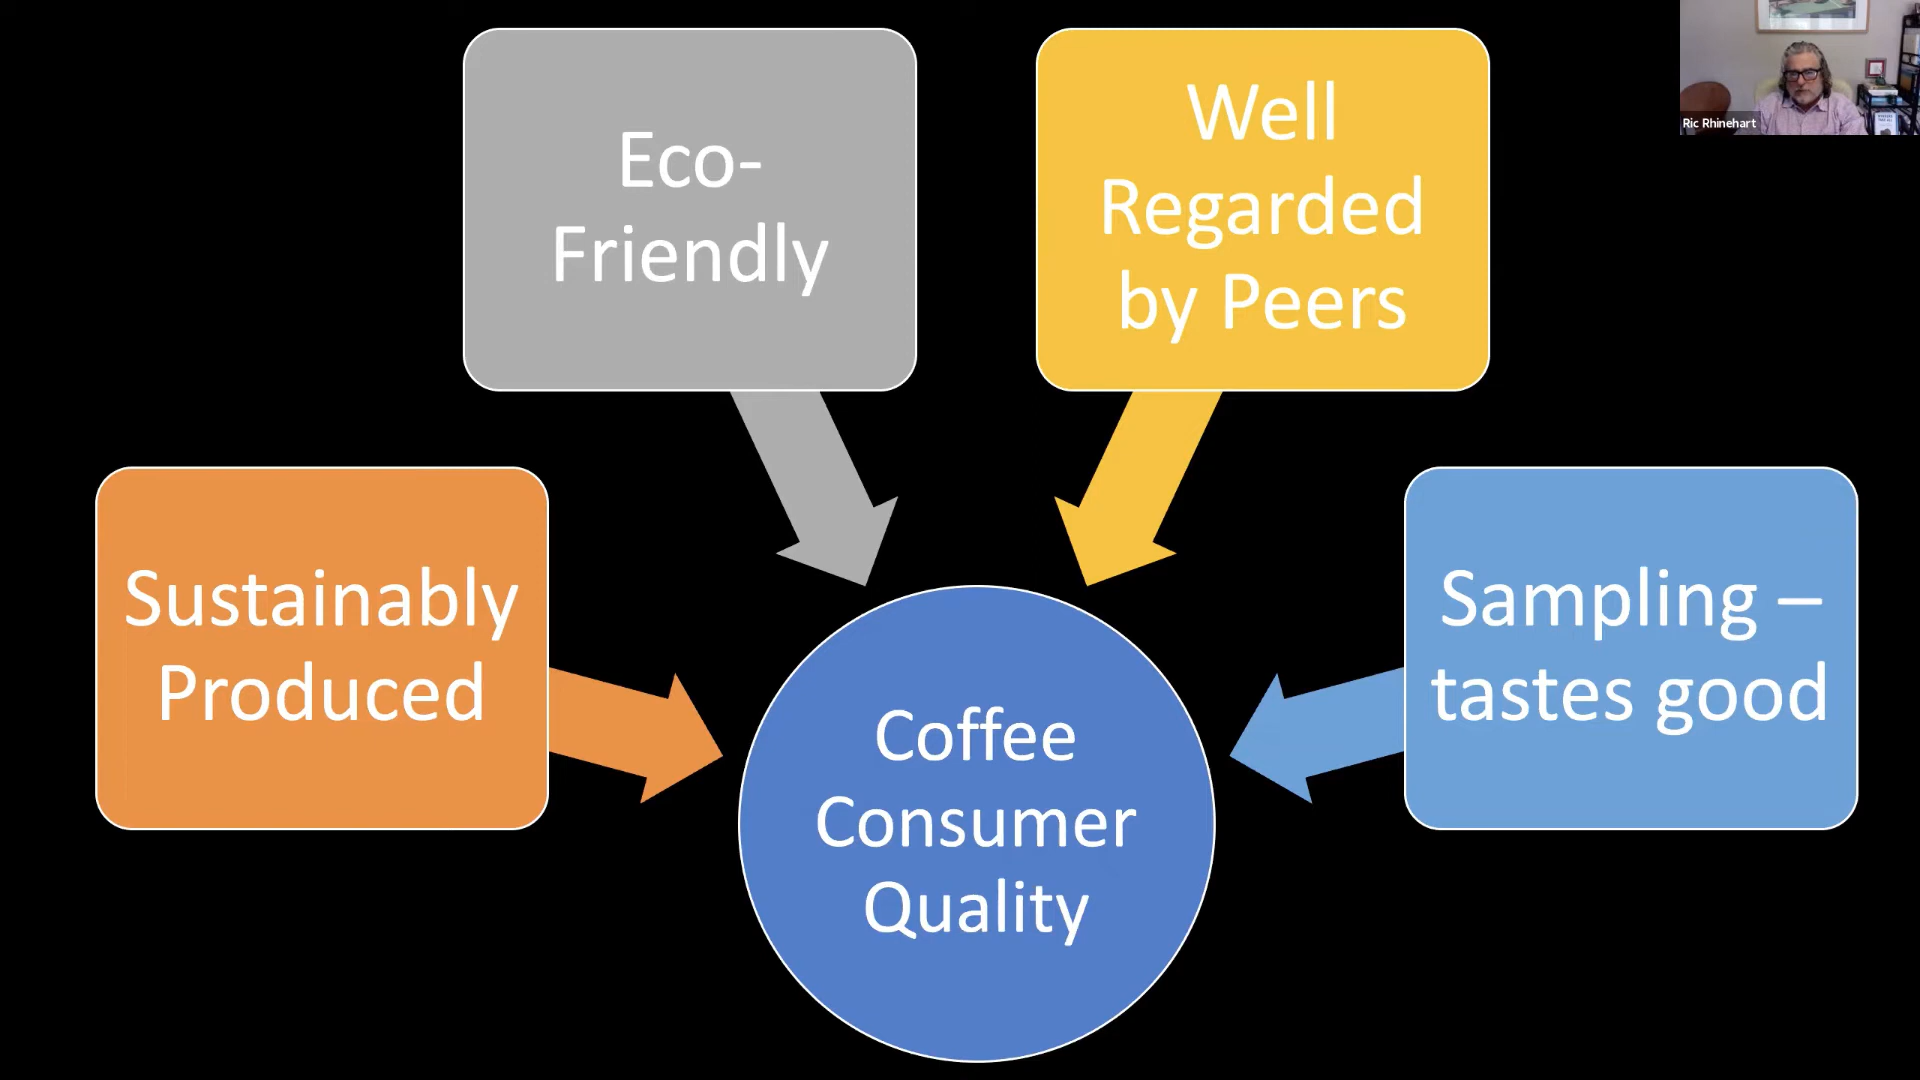 Eco-
Friendly
Well
Regarded
by Peers
Ric Rhinehart
Sustainably
Produced
Sampling –
tastes good
Coffee
Consumer
Quality